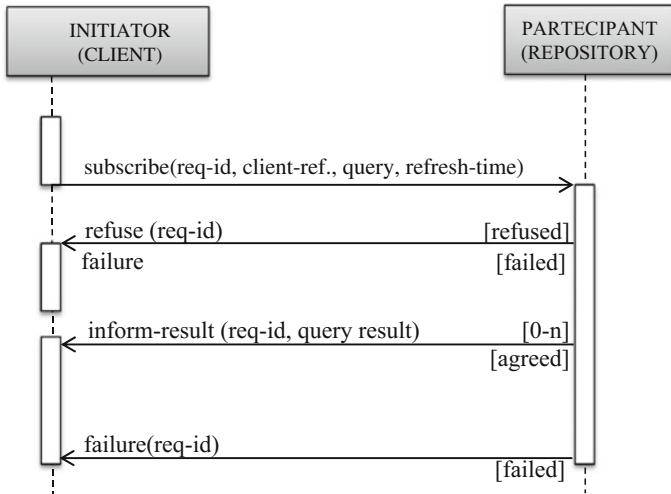 INITIATOR
(CLIENT)
PARTECIPANT
(REPOSITORY)
subscribe(req-id, client-ref., query, refresh-time)
refuse (req-id) [refused]
failure [failed]
inform-result (req-id, query result) [0-n]
[agreed]
failure(req-id)
[failed]